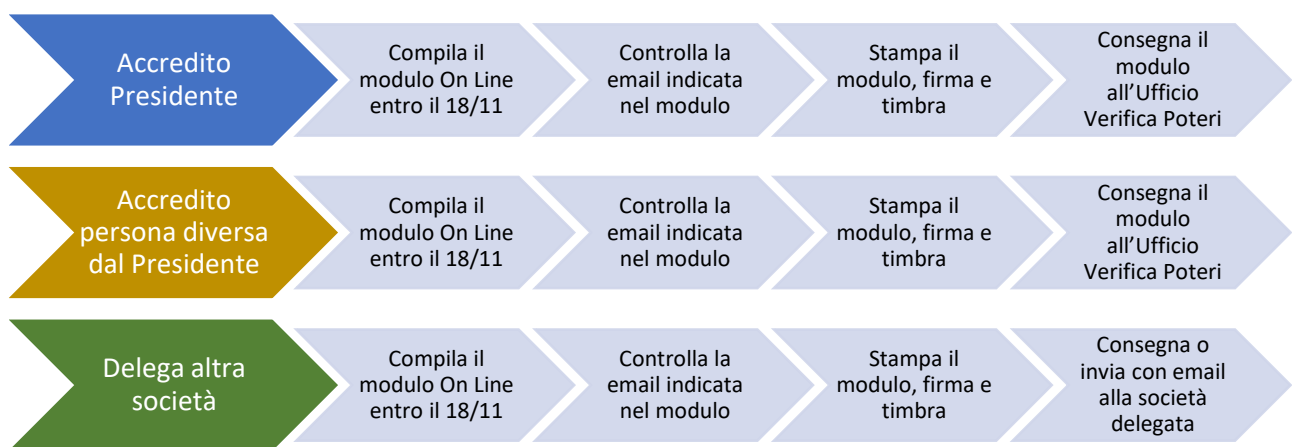 Accredito
Presidente
Compila il
modulo On Line
entro il 18/11
Controlla la
email indicata
nel modulo
Stampa il
modulo, firma e
timbra
Consegna il
modulo
all'Ufficio
Verifica Poteri
Accredito
persona diversa
dal Presidente
Compila il
modulo On Line
entro il 18/11
Controlla la
email indicata
nel modulo
Stampa il
modulo, firma e
timbra
Consegna il
modulo
all'Ufficio
Verifica Poteri
Delega altra
società
Compila il
modulo On Line
entro il 18/11
Controlla la
email indicata
nel modulo
Stampa il
modulo, firma e
timbra
Consegna o
invia con email
alla società
delegata